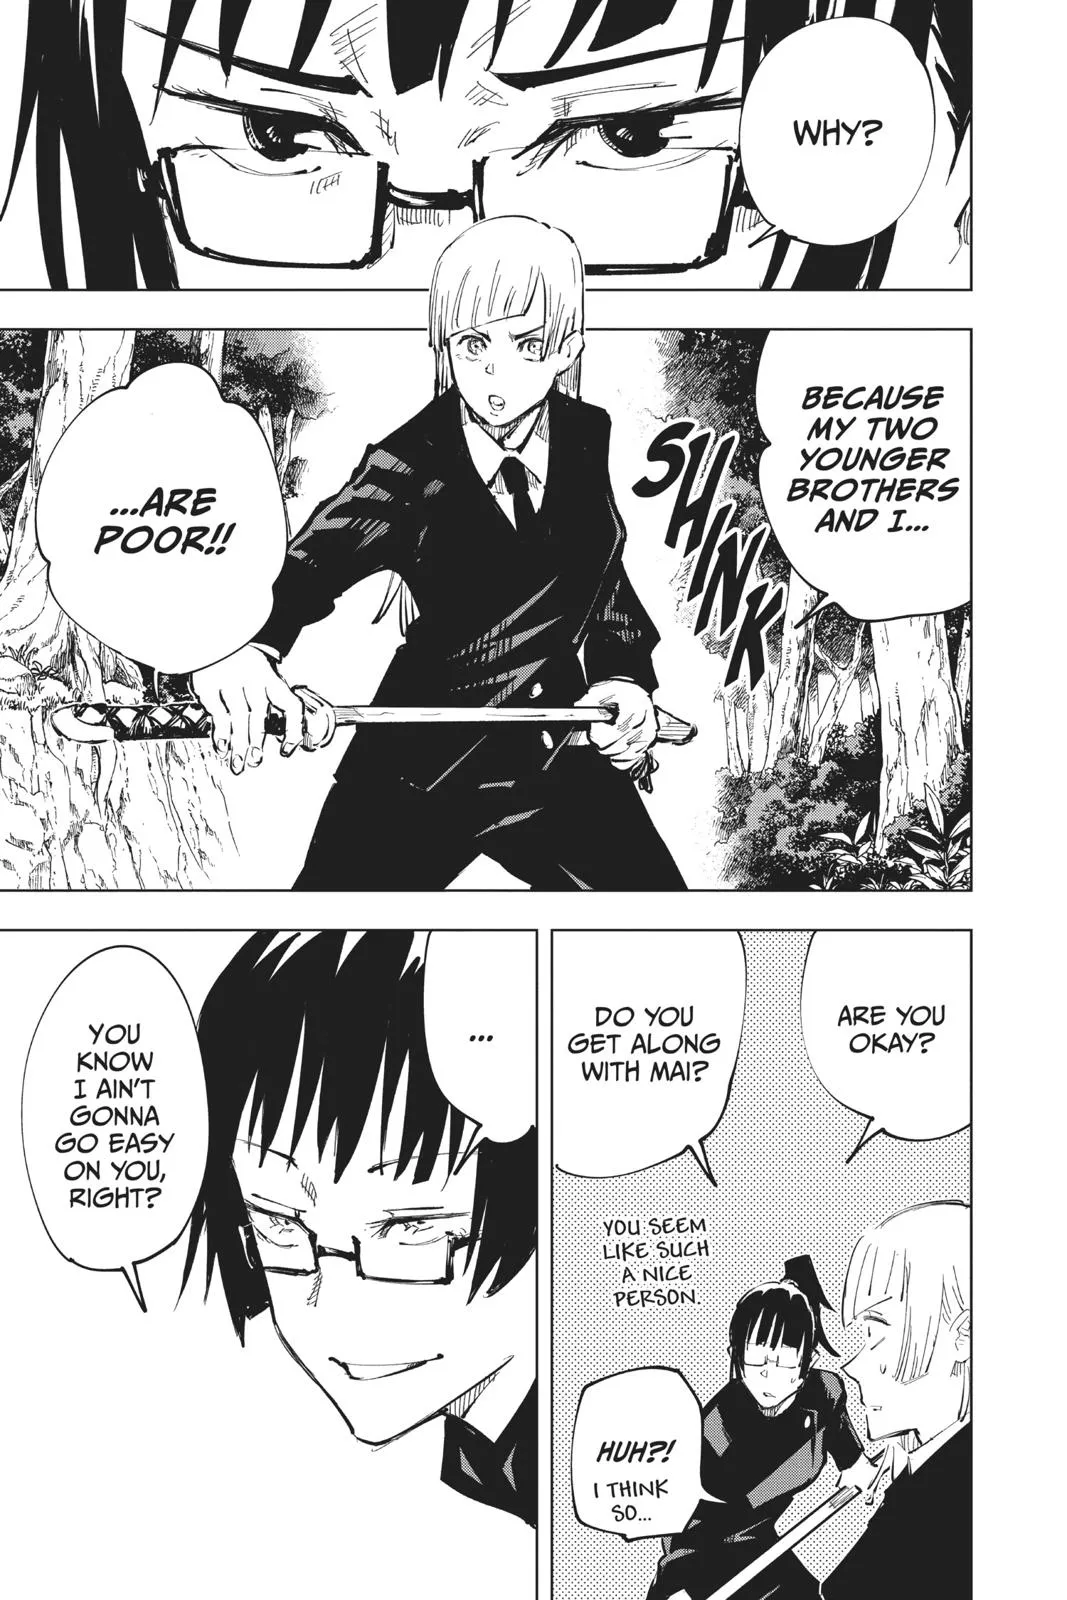 WHY?
BECAUSE
MY TWO
YOUNGER
BROTHERS
AND I...
SHINK
...ARE
POOR!!
ARE YOU
OKAY?
DO YOU
GET ALONG
WITH MAI?
YOU SEEM
LIKE SUCH
A NICE
PERSON.
HUH?!
I THINK
SO...
...
YOU
KNOW
I AIN'T
GONNA
GO EASY
ON YOU,
RIGHT?